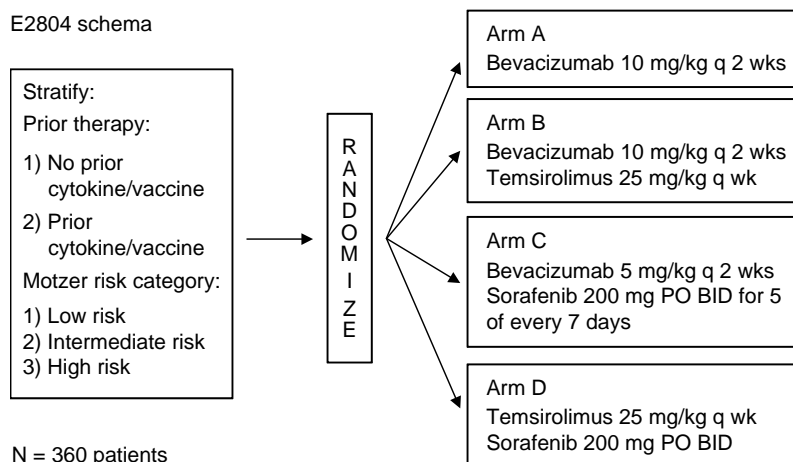 E2804 schema
Stratify:
Prior therapy:
1) No prior
cytokine/vaccine
2) Prior
cytokine/vaccine
Motzer risk category:
1) Low risk
2) Intermediate risk
3) High risk
N = 360 patients
RANDOMIZE
Arm A
Bevacizumab 10 mg/kg q 2 wks
Arm B
Bevacizumab 10 mg/kg q 2 wks
Temsirolimus 25 mg/kg q wk
Arm C
Bevacizumab 5 mg/kg q 2 wks
Sorafenib 200 mg PO BID for 5
of every 7 days
Arm D
Temsirolimus 25 mg/kg q wk
Sorafenib 200 mg PO BID